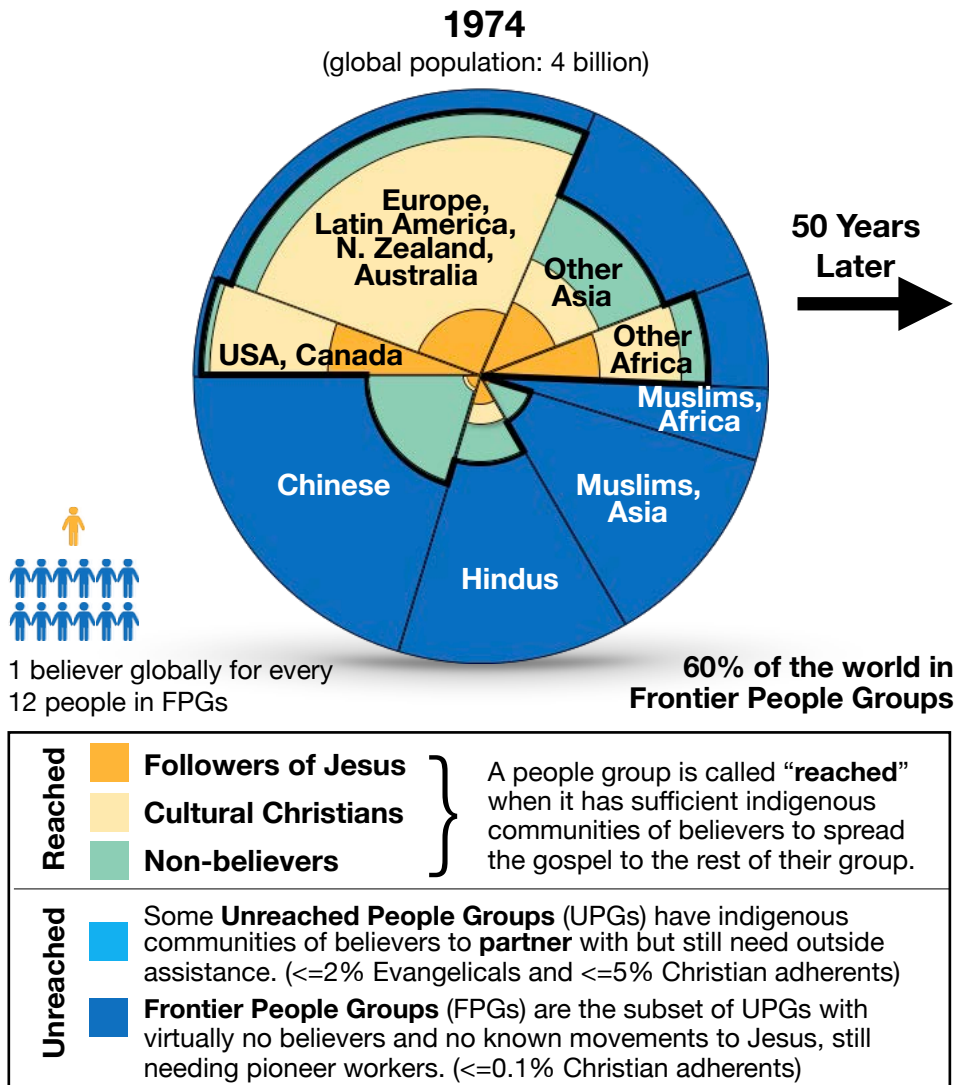 1974
(global population: 4 billion)
Europe,
Latin America,
N. Zealand,
Australia
50 Years
Later
Other
Asia
USA, Canada
Other
Africa
Muslims,
Africa
Chinese
Muslims,
Asia
Hindus
1 believer globally for every
12 people in FPGs
60% of the world in
Frontier People Groups
Reached
Followers of Jesus
Cultural Christians
Non-believers
A people group is called “reached”
when it has sufficient indigenous
communities of believers to spread
the gospel to the rest of their group.
Unreached
Some Unreached People Groups (UPGs) have indigenous
communities of believers to partner with but still need outside
assistance. (<=2% Evangelicals and <=5% Christian adherents)
Frontier People Groups (FPGs) are the subset of UPGs with
virtually no believers and no known movements to Jesus, still
needing pioneer workers. (<=0.1% Christian adherents)